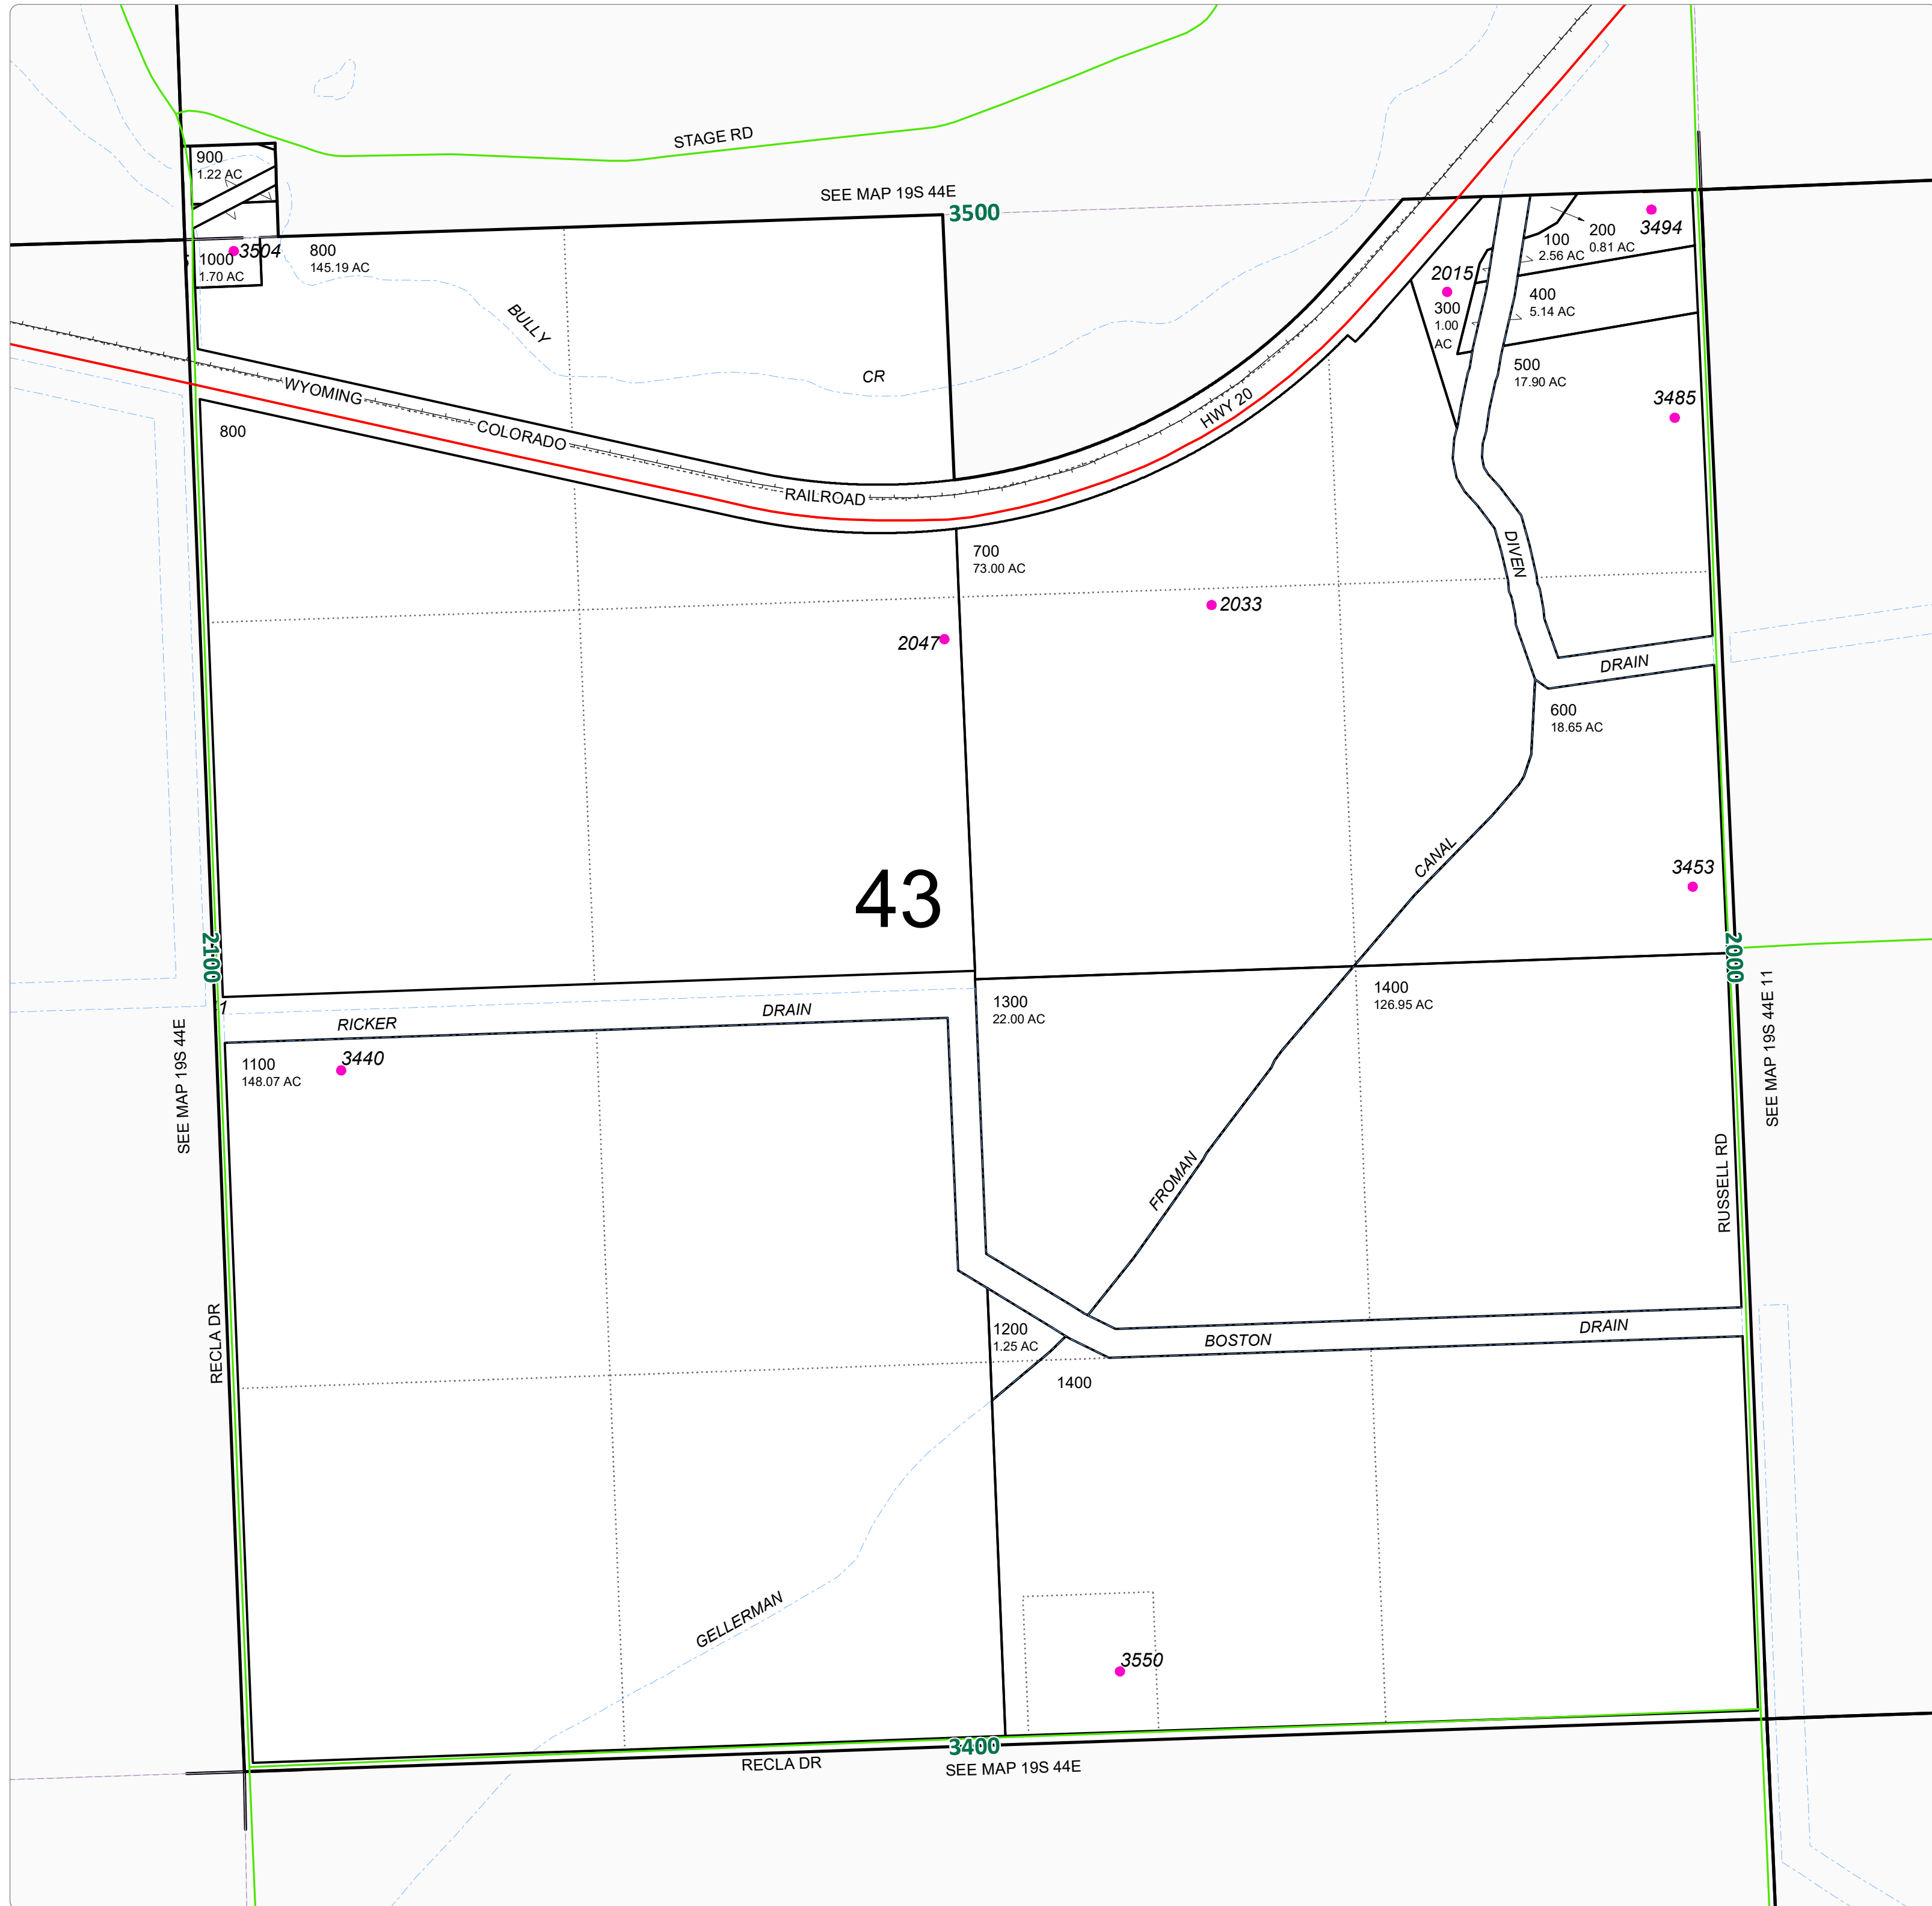 STAGE RD
900
1.22 AC
SEE MAP 19S 44E
3500
3504
1000
1.70 AC
800
145.19 AC
200
0.81 AC
3494
100
2.56 AC
2015
400
5.14 AC
300
1.00
AC
BULLY
CR
500
17.90 AC
3485
WYOMING
COLORADO
RAILROAD
HWY 20
800
700
73.00 AC
DIVEN
2033
2047
DRAIN
600
18.65 AC
CANAL
3453
43
2100
2000
1
RICKER
DRAIN
1300
22.00 AC
1400
126.95 AC
1100
148.07 AC
3440
SEE MAP 19S 44E
SEE MAP 19S 44E 11
FROMAN
RUSSELL RD
RECLA DR
1200
1.25 AC
BOSTON
DRAIN
1400
GELLERMAN
3550
3400
RECLA DR
SEE MAP 19S 44E